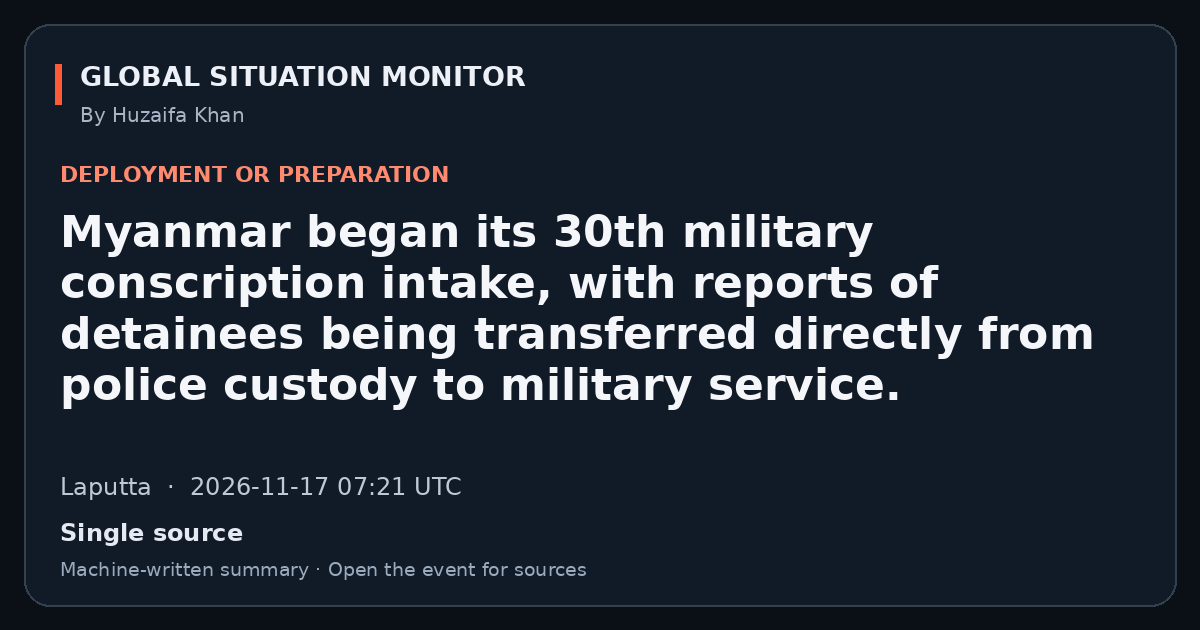 GLOBAL SITUATION MONITOR
By Huzaifa Khan
DEPLOYMENT OR PREPARATION
Myanmar began its 30th military
conscription intake, with reports of
detainees being transferred directly from
police custody to military service.
Laputta · 2026-11-17 07:21 UTC
Single source
Machine-written summary · Open the event for sources